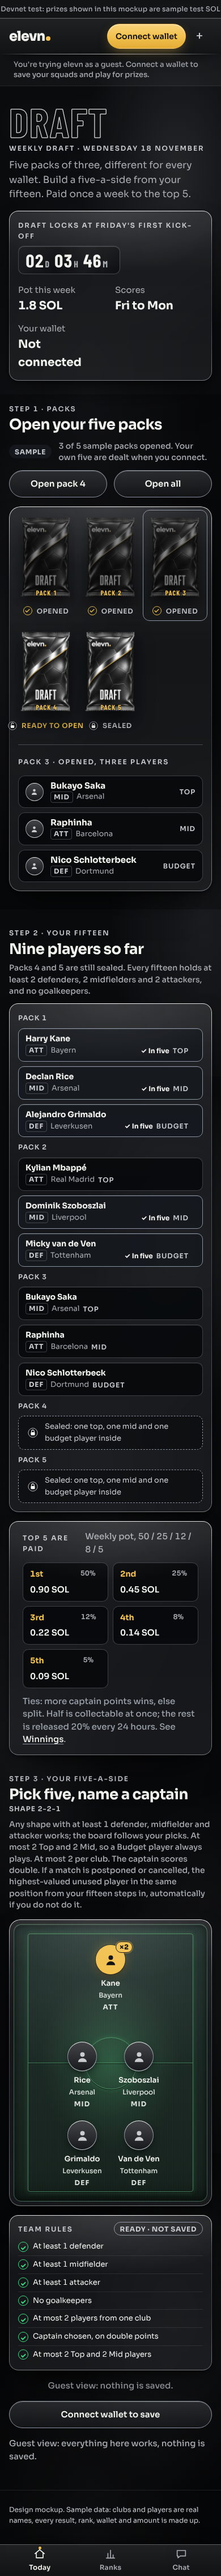 Devnet test: prizes shown in this mockup are sample test SOL
elevn.
Connect wallet
+
You're trying elevn as a guest. Connect a wallet to
save your squads and play for prizes.
DRAFT
WEEKLY DRAFT · WEDNESDAY 18 NOVEMBER
Five packs of three, different for every
wallet. Build a five-a-side from your
fifteen. Paid once a week to the top 5.
DRAFT LOCKS AT FRIDAY'S FIRST KICK-
OFF
02D 03H 46M
Pot this week
1.8 SOL
Scores
Fri to Mon
Your wallet
Not
connected
STEP 1 · PACKS
Open your five packs
SAMPLE
3 of 5 sample packs opened. Your
own five are dealt when you connect.
Open pack 4
Open all
elevn.
DRAFT
PACK 1
OPENED
elevn.
DRAFT
PACK 2
OPENED
elevn.
DRAFT
PACK 3
OPENED
elevn.
DRAFT
PACK 4
READY TO OPEN
elevn.
DRAFT
PACK 5
SEALED
PACK 3 · OPENED, THREE PLAYERS
Bukayo Saka
MID Arsenal
TOP
Raphinha
ATT Barcelona
MID
Nico Schlotterbeck
DEF Dortmund
BUDGET
STEP 2 · YOUR FIFTEEN
Nine players so far
Packs 4 and 5 are still sealed. Every fifteen holds at
least 2 defenders, 2 midfielders and 2 attackers,
and no goalkeepers.
PACK 1
Harry Kane
ATT Bayern
✓ In five TOP
Declan Rice
MID Arsenal
✓ In five MID
Alejandro Grimaldo
DEF Leverkusen
✓ In five BUDGET
PACK 2
Kylian Mbappé
ATT Real Madrid TOP
Dominik Szoboszlai
MID Liverpool
✓ In five MID
Micky van de Ven
DEF Tottenham
✓ In five BUDGET
PACK 3
Bukayo Saka
MID Arsenal TOP
Raphinha
ATT Barcelona MID
Nico Schlotterbeck
DEF Dortmund BUDGET
PACK 4
Sealed: one top, one mid and one
budget player inside
PACK 5
Sealed: one top, one mid and one
budget player inside
TOP 5 ARE
PAID
Weekly pot, 50 / 25 / 12 /
8 / 5
1st 50%
0.90 SOL
2nd 25%
0.45 SOL
3rd 12%
0.22 SOL
4th 8%
0.14 SOL
5th 5%
0.09 SOL
Ties: more captain points wins, else
split. Half is collectable at once; the rest
is released 20% every 24 hours. See
Winnings.
STEP 3 · YOUR FIVE-A-SIDE
Pick five, name a captain
SHAPE 2-2-1
Any shape with at least 1 defender, midfielder and
attacker works; the board follows your picks. At
most 2 Top and 2 Mid, so a Budget player always
plays. At most 2 per club. The captain scores
double. If a match is postponed or cancelled, the
highest-valued unused player in the same
position from your fifteen steps in, automatically
if you do not do it.
×2
Kane
Bayern
ATT
Rice
Arsenal
MID
Szoboszlai
Liverpool
MID
Grimaldo
Leverkusen
DEF
Van de Ven
Tottenham
DEF
TEAM RULES
READY · NOT SAVED
At least 1 defender
At least 1 midfielder
At least 1 attacker
No goalkeepers
At most 2 players from one club
Captain chosen, on double points
At most 2 Top and 2 Mid players
Guest view: nothing is saved.
Connect wallet to save
Guest view: everything here works, nothing is
saved.
Design mockup. Sample data: clubs and players are real
names, every result, rank, wallet and amount is made up.
Today
Ranks
Chat